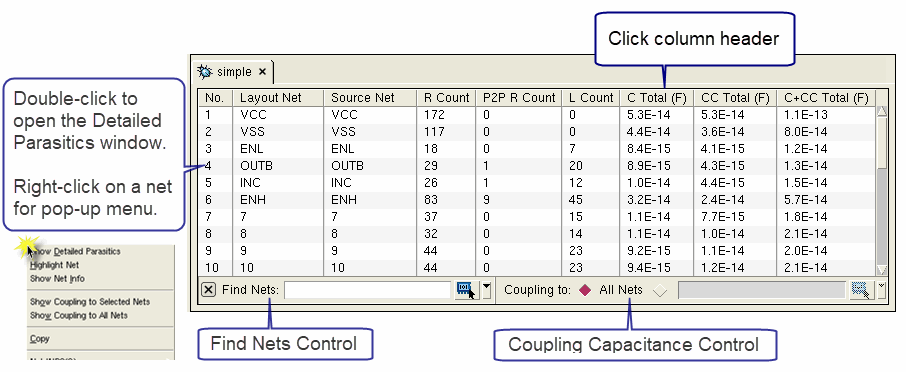 Click column header
simple ×
Double-click to
open the Detailed
Parasitics window.
Right-click on a net
for pop-up menu.
No. Layout Net Source Net R Count P2P R Count L Count C Total (F) CC Total (F) C+CC Total (F)
1 VCC VCC 172 0 0 5.3E-14 5.3E-14 1.1E-13
2 VSS VSS 117 0 0 4.4E-14 3.6E-14 8.0E-14
3 ENL ENL 18 0 7 8.4E-15 4.1E-15 1.2E-14
4 OUTB OUTB 29 1 20 8.9E-15 4.3E-15 1.3E-14
5 INC INC 26 1 12 1.0E-14 4.4E-15 1.5E-14
6 ENH ENH 83 9 45 3.2E-14 2.4E-14 5.7E-14
7 7 7 37 0 15 1.1E-14 7.7E-15 1.8E-14
8 8 8 32 0 14 1.1E-14 1.0E-14 2.1E-14
9 9 9 44 0 23 9.2E-15 1.1E-14 2.0E-14
10 10 10 44 0 23 9.4E-15 1.2E-14 2.1E-14
Find Nets: Coupling to: All Nets
Show Detailed Parasitics
Highlight Net
Show Net Info
Show Coupling to Selected Nets
Show Coupling to All Nets
Copy
Find Nets Control
Coupling Capacitance Control